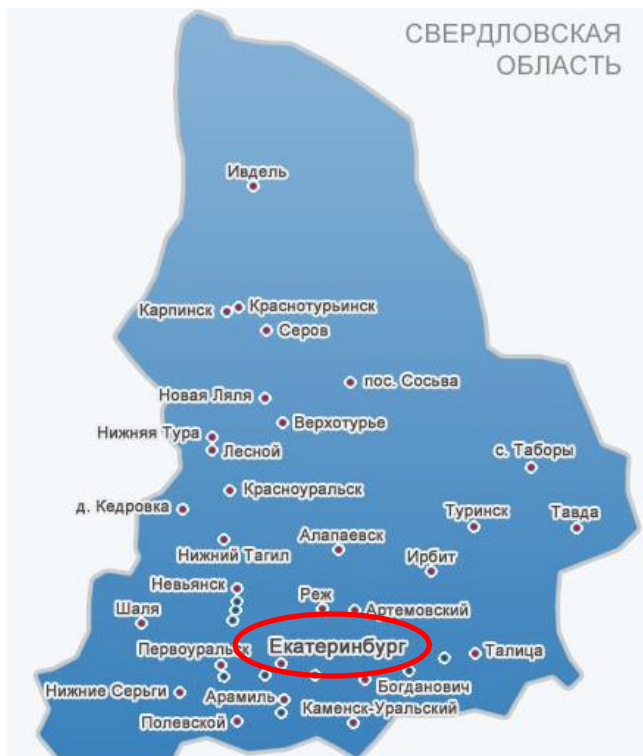 СВЕРДЛОВСКАЯ
ОБЛАСТЬ
Ивдель
Карпинск
Краснотурьинск
Серов
пос. Сосьва
Новая Ляля
Верхотурье
Нижняя Тура
Лесной
с. Таборы
Красноуральск
д. Кедровка
Туринск
Тавда
Нижний Тагил
Алапаевск
Ирбит
Невьянск
Реж
Шаля
Артемовский
Первоуральск
Екатеринбург
Талица
Нижние Серьги
Арамиль
Богданович
Полевской
Каменск-Уральский